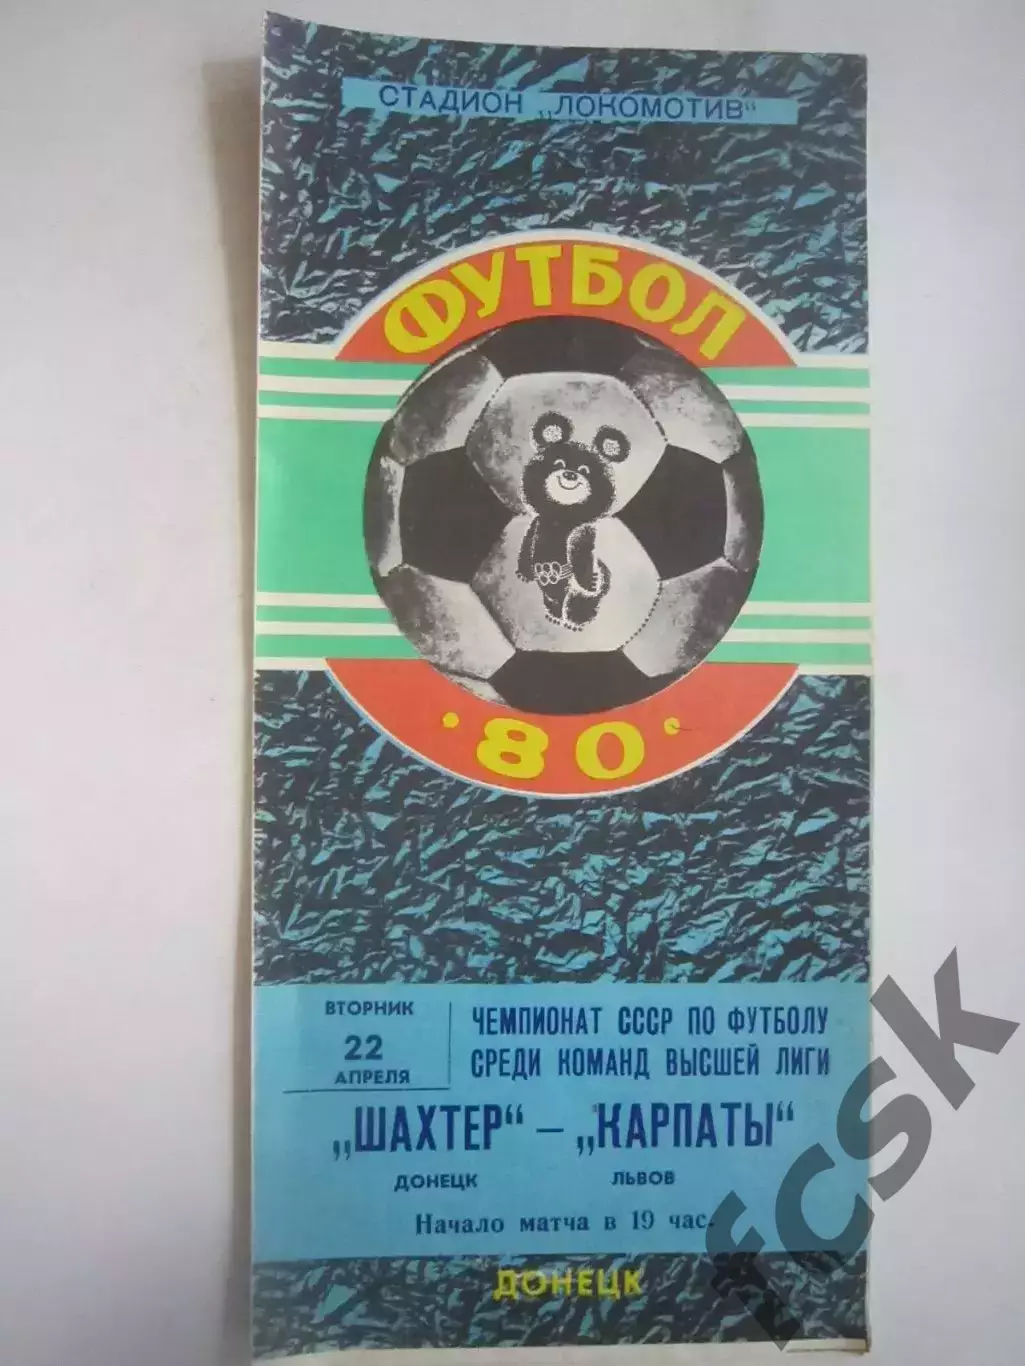 СТАДИОН „ЛОКОМОТИВ"
ФУТБОЛ
·80·
ВТОРНИК
22
АПРЕЛЯ
ЧЕМПИОНАТ СССР ПО ФУТБОЛУ
СРЕДИ КОМАНД ВЫСШЕЙ ЛИГИ
„ШАХТЕР" – „КАРПАТЫ"
ДОНЕЦК ЛЬВОВ
Начало матча в 19 час.
ДОНЕЦК
fcsk